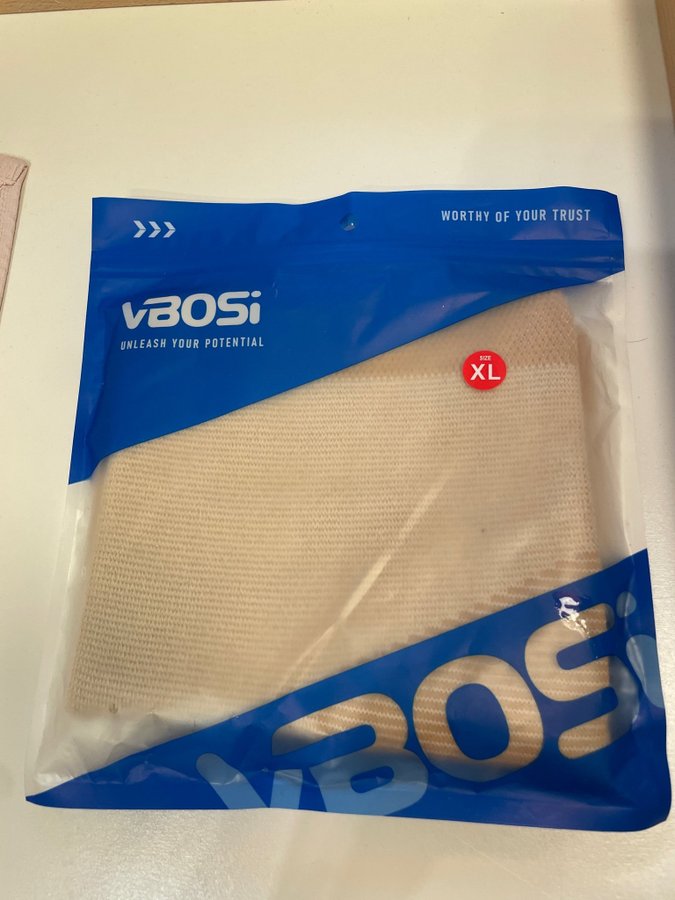 >>>
WORTHY OF YOUR TRUST
vBOSi
UNLEASH YOUR POTENTIAL
SIZE
XL
vBOSi